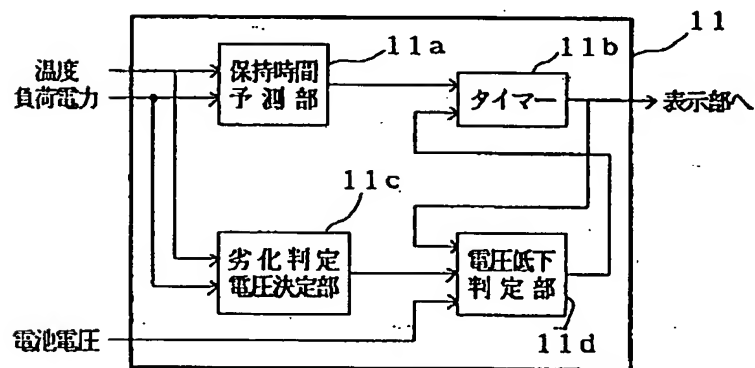 11
11a
11b
温度
負荷電力
保持時間
予測部
タイマー
表示部へ
11c
劣化判定
電圧決定部
電圧低下
判定部
電池電圧
11d